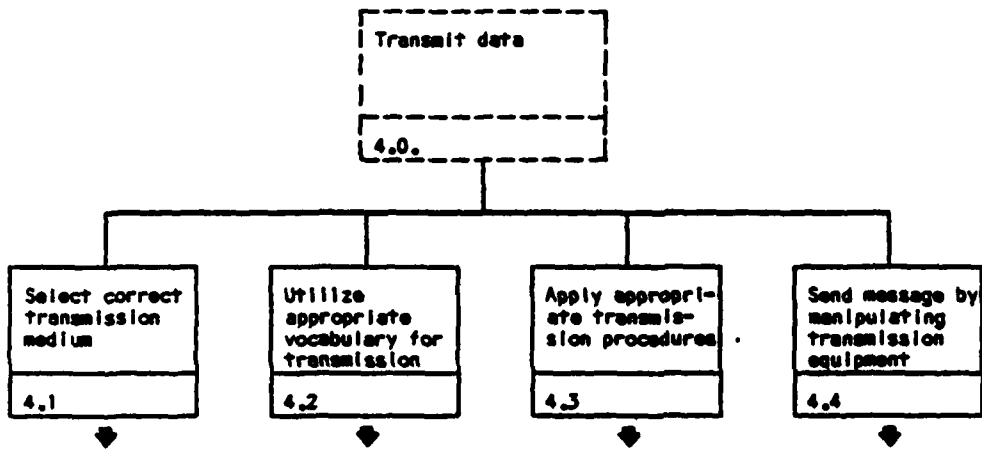 Transmit data
4.0.
Select correct
transmission
medium
4.1
Utilize
appropriate
vocabulary for
transmission
4.2
Apply appropri-
ate transmis-
sion procedures.
4.3
Send message by
manipulating
transmission
equipment
4.4